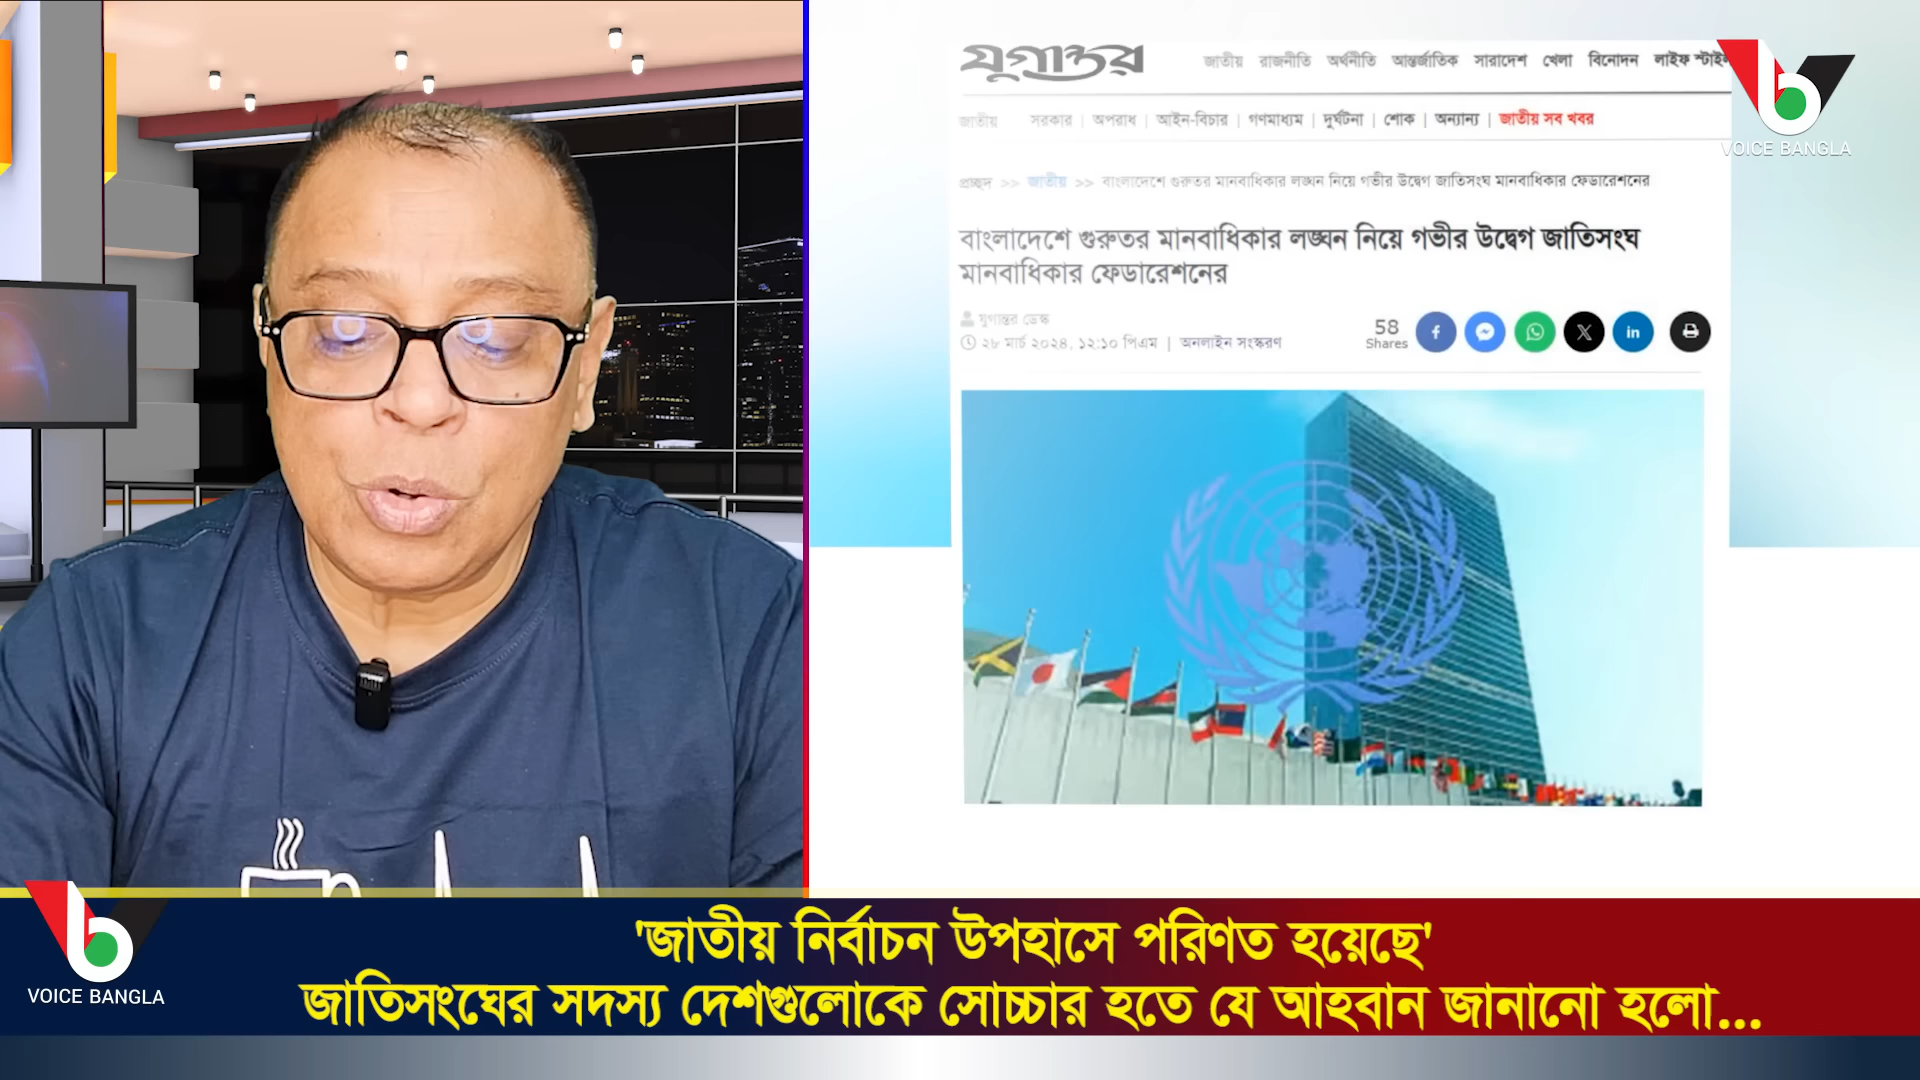 যুগান্তর
জাতীয় রাজনীতি অর্থনীতি আন্তর্জাতিক সারাদেশ খেলা বিনোদন লাইফ স্টাইল
VOICE BANGLA
জাতীয় সরকার | অপরাধ | আইন-বিচার | গণমাধ্যম | দুর্ঘটনা | শোক | অন্যান্য | জাতীয় সব খবর
প্রচ্ছদ >> জাতীয় >> বাংলাদেশে গুরুতর মানবাধিকার লঙ্ঘন নিয়ে গভীর উদ্বেগ জাতিসংঘ মানবাধিকার ফেডারেশনের
বাংলাদেশে গুরুতর মানবাধিকার লঙ্ঘন নিয়ে গভীর উদ্বেগ জাতিসংঘ
মানবাধিকার ফেডারেশনের
যুগান্তর ডেস্ক
২৮ মার্চ ২০২৪, ১২:১০ পিএম | অনলাইন সংস্করণ
58
Shares
'জাতীয় নির্বাচন উপহাসে পরিণত হয়েছে'
জাতিসংঘের সদস্য দেশগুলোকে সোচ্চার হতে যে আহবান জানানো হলো...
VOICE BANGLA